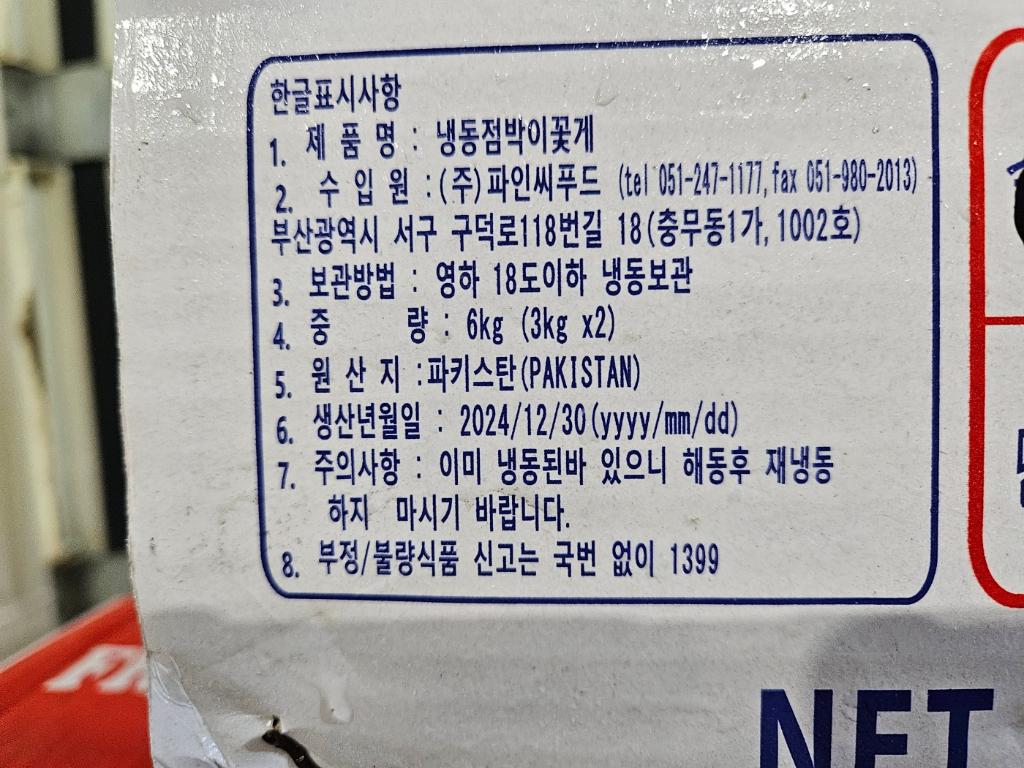 한글표시사항
1. 제 품 명 : 냉동점박이꽃게
2. 수 입 원 :(주)파인씨푸드 (tel 051-247-1177, fax 051-980-2013)
부산광역시 서구 구덕로118번길 18(충무동1가, 1002호)
3. 보관방법 : 영하 18도이하 냉동보관
4. 중 량 : 6kg (3kg x2)
5. 원 산 지 :파키스탄(PAKISTAN)
6. 생산년월일 : 2024/12/30(yyyy/mm/dd)
7. 주의사항 : 이미 냉동된바 있으니 해동후 재냉동
하지 마시기 바랍니다.
8. 부정/불량식품 신고는 국번 없이 1399
NET